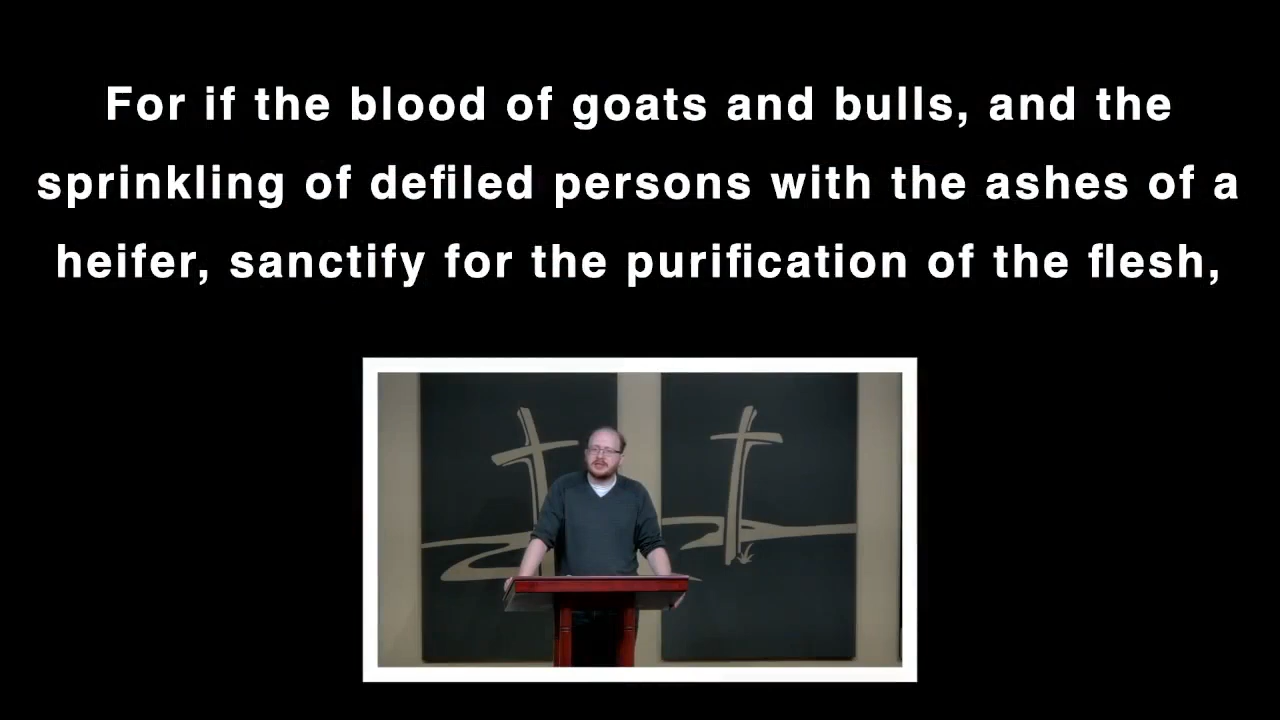 For if the blood of goats and bulls, and the
sprinkling of defiled persons with the ashes of a
heifer, sanctify for the purification of the flesh,